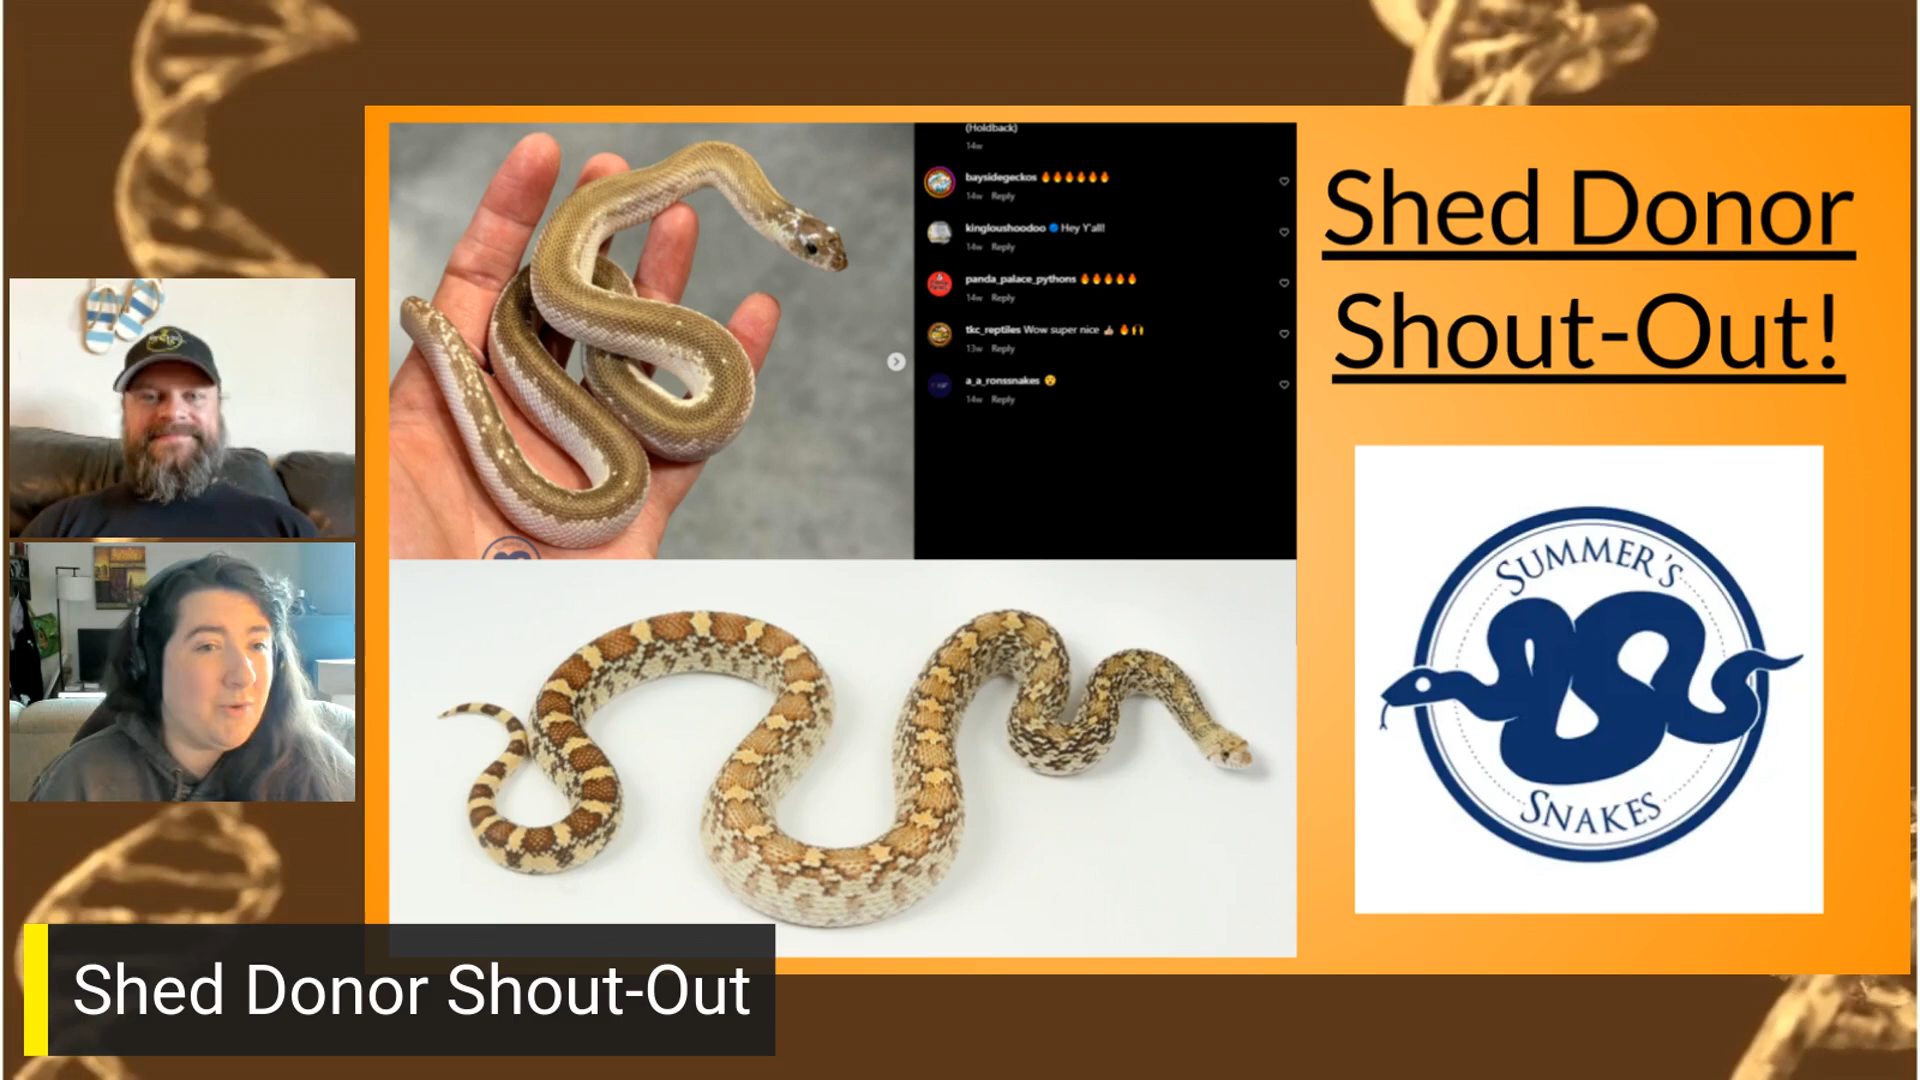 (Holdback)
14w
baysidegeckos 🔥🔥🔥🔥🔥🔥
14w Reply
kingloushoodoo Hey Y'all!
14w Reply
panda_palace_pythons 🔥🔥🔥🔥🔥
14w Reply
tkc_reptiles Wow super nice 👍🏼 🔥🙌
13w Reply
a_a_ronssnakes 😮
14w Reply
Shed Donor
Shout-Out!
SUMMER'S
SNAKES
Shed Donor Shout-Out